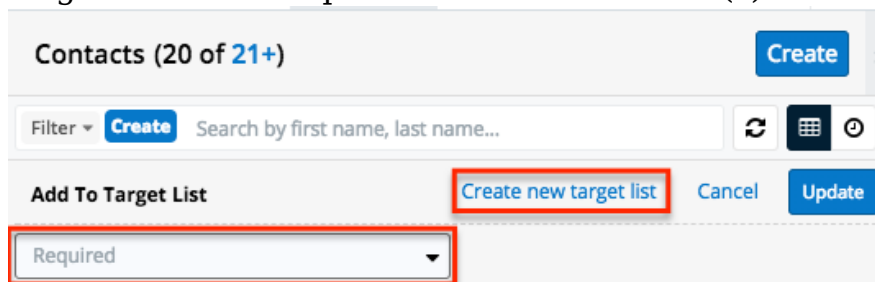 Contacts (20 of 21+)
Create
Filter Create Search by first name, last name...
Add To Target List Create new target list Cancel Update
Required